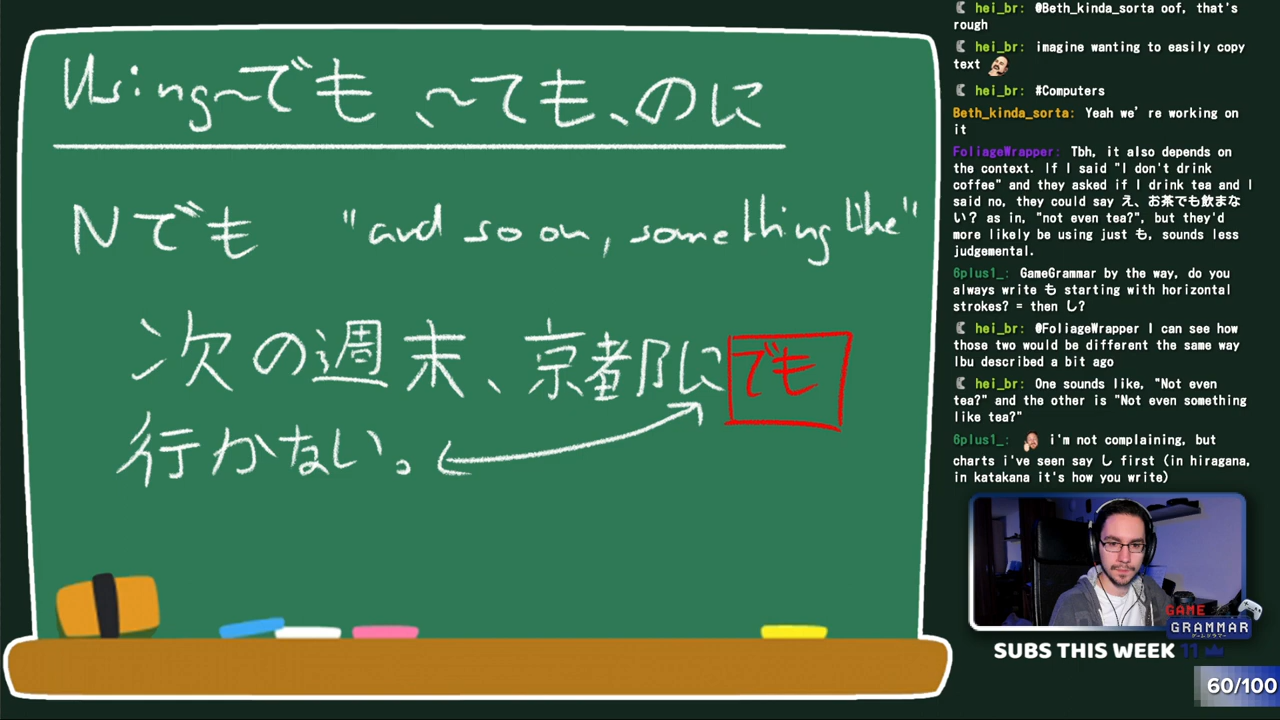 Using〜でも、〜ても、のに
Nでも "and so on, something like"
次の週末、京都にでも
行かない。
hei_br: @Beth_kinda_sorta oof, that's
rough
hei_br: imagine wanting to easily copy
text
hei_br: #Computers
Beth_kinda_sorta: Yeah we're working on
it
FoliageWrapper: Tbh, it also depends on
the context. If I said "I don't drink
coffee" and they asked if I drink tea and I
said no, they could say え、お茶でも飲まな
い? as in, "not even tea?", but they'd
more likely be using just も, sounds less
judgemental.
6plus1_: GameGrammar by the way, do you
always write も starting with horizontal
strokes? = then し?
hei_br: @FoliageWrapper I can see how
those two would be different the same way
Ibu described a bit ago
hei_br: One sounds like, "Not even
tea?" and the other is "Not even something
like tea?"
6plus1_: i'm not complaining, but
charts i've seen say し first (in hiragana,
in katakana it's how you write)
GAME
GRAMMAR
ゲームグラマー
SUBS THIS WEEK 11
60/100